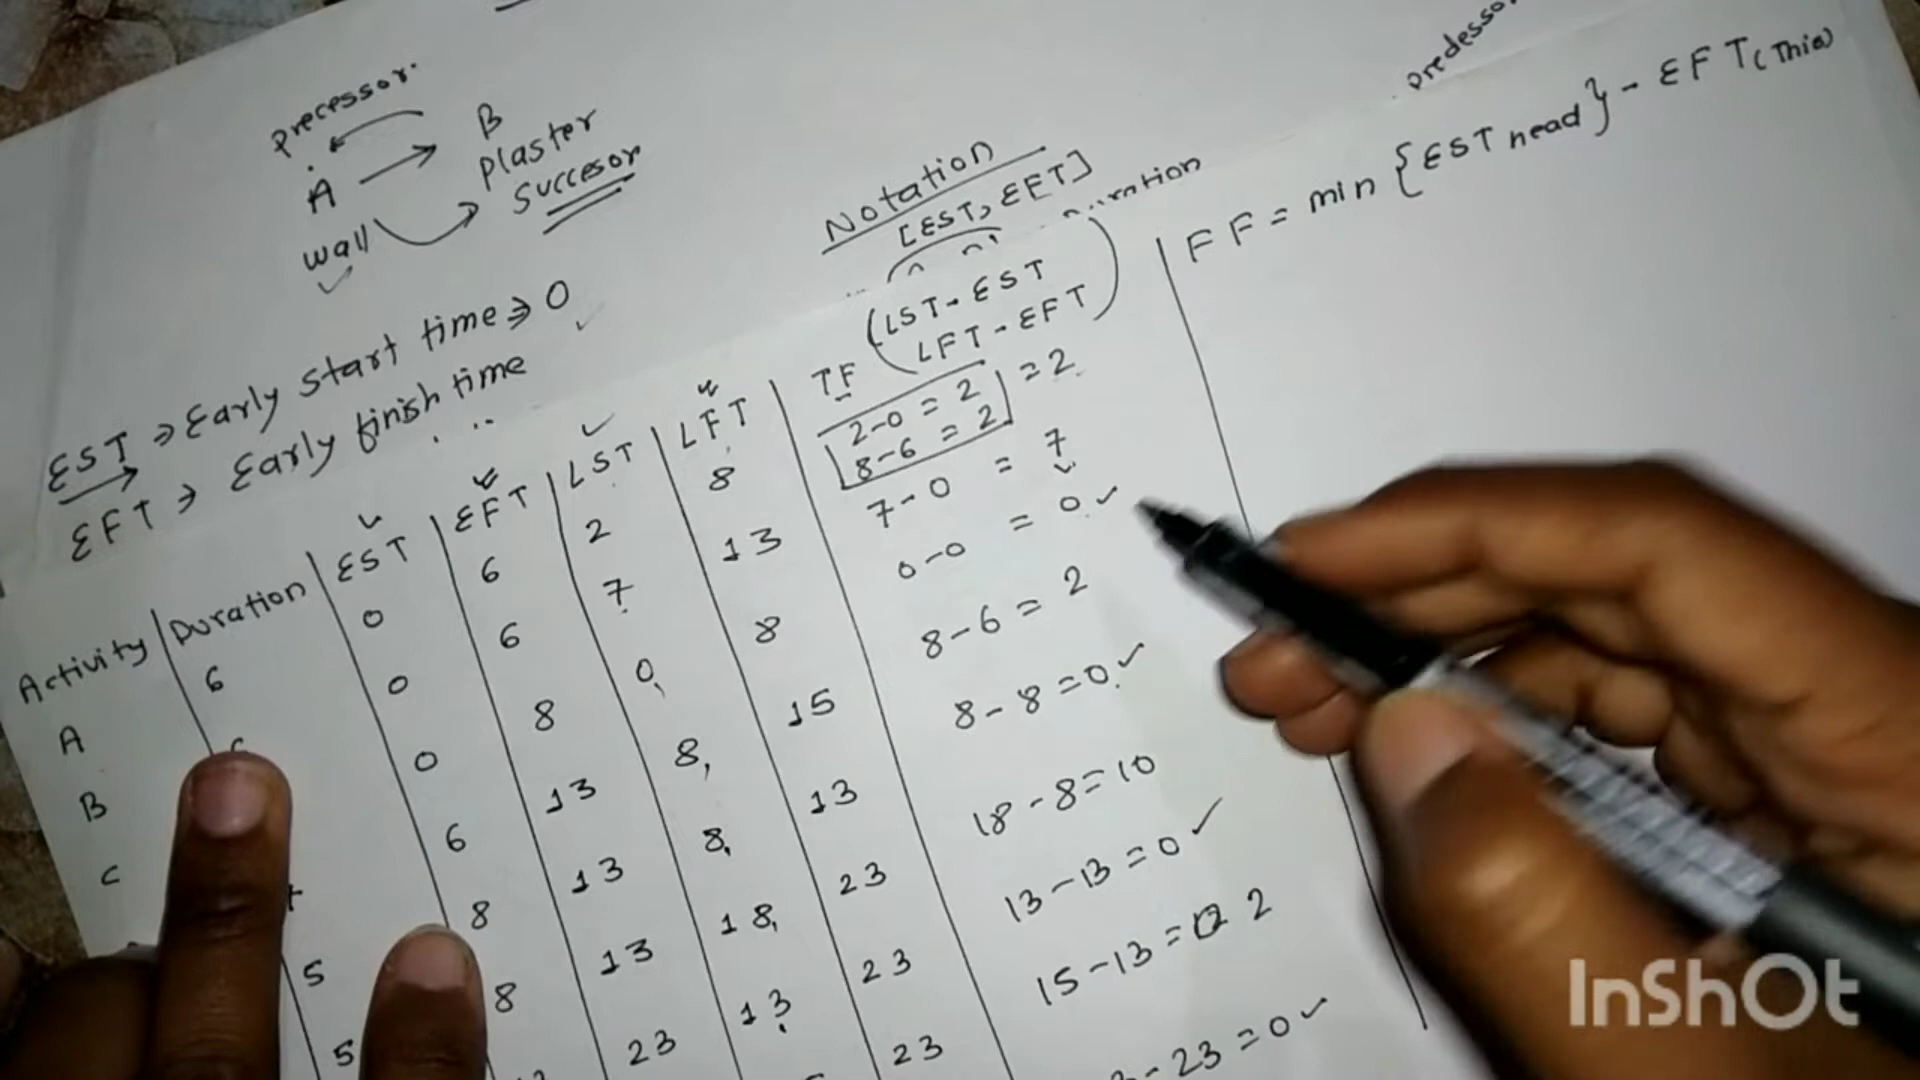 precessor.
A → B
Plaster
wall
Succesor
EST → Early start time ⇒ 0
EFT → Early finish time
Notation
[EST, EFT]
(LST - EST
LFT - EFT)
FF = min {EST head} - EFT (This)
Activity | Duration | EST | EFT | LST | LFT | TF
A 6 0 6 2 8 2-0 = 2
8-6 = 2 = 2
B 0 6 7 13 7-0 = 7
C 0 8 0, 8 0-0 = 0
6 13 8, 15 8-6 = 2
5 8 13 8, 13 8-8=0
5 8 13 18, 23 18-8=10
23 13 23 13-13=0
23 15-13= 2
-23=0
InShOt